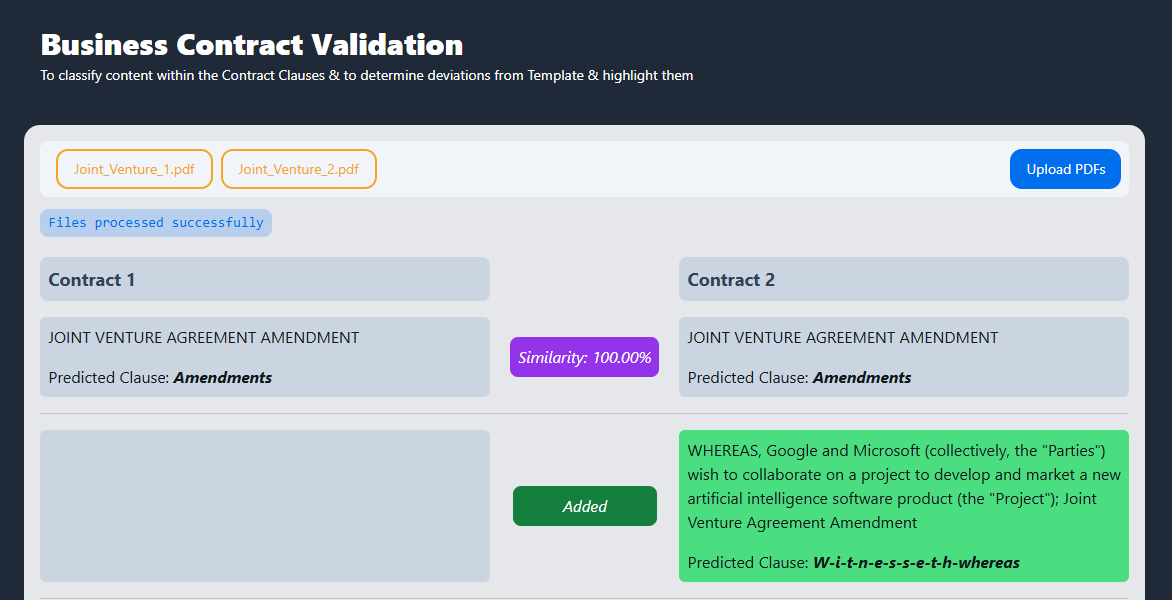 Business Contract Validation
To classify content within the Contract Clauses & to determine deviations from Template & highlight them
Joint_Venture_1.pdf
Joint_Venture_2.pdf
Upload PDFs
Files processed successfully
Contract 1
Contract 2
JOINT VENTURE AGREEMENT AMENDMENT
Predicted Clause: Amendments
Similarity: 100.00%
JOINT VENTURE AGREEMENT AMENDMENT
Predicted Clause: Amendments
Added
WHEREAS, Google and Microsoft (collectively, the "Parties")
wish to collaborate on a project to develop and market a new
artificial intelligence software product (the "Project"); Joint
Venture Agreement Amendment
Predicted Clause: W-i-t-n-e-s-s-e-t-h-whereas